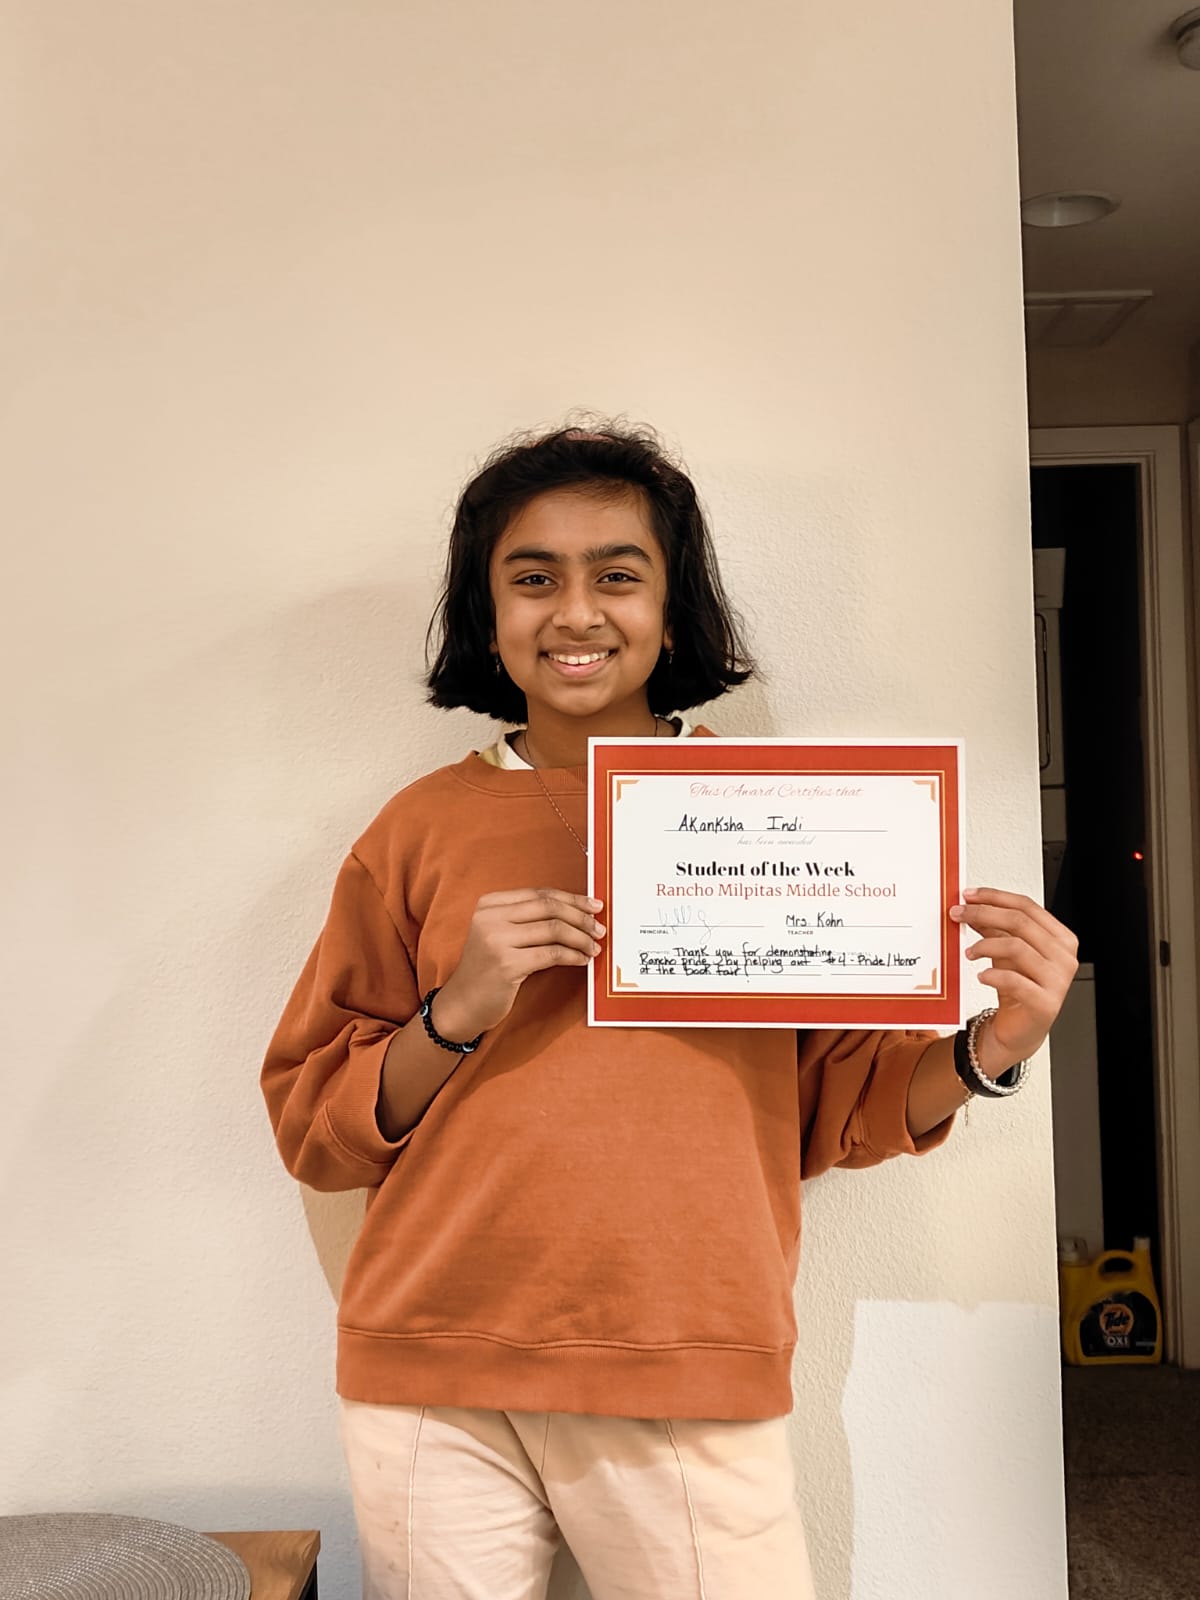 This Award Certifies that
Akanksha Indi
has been awarded
Student of the Week
Rancho Milpitas Middle School
Mrs. Kohn
PRINCIPAL
TEACHER
Thank you for demonstrating
Rancho pride by helping out #4 - Pride/Honor
at the book fair!
Tide
OXI